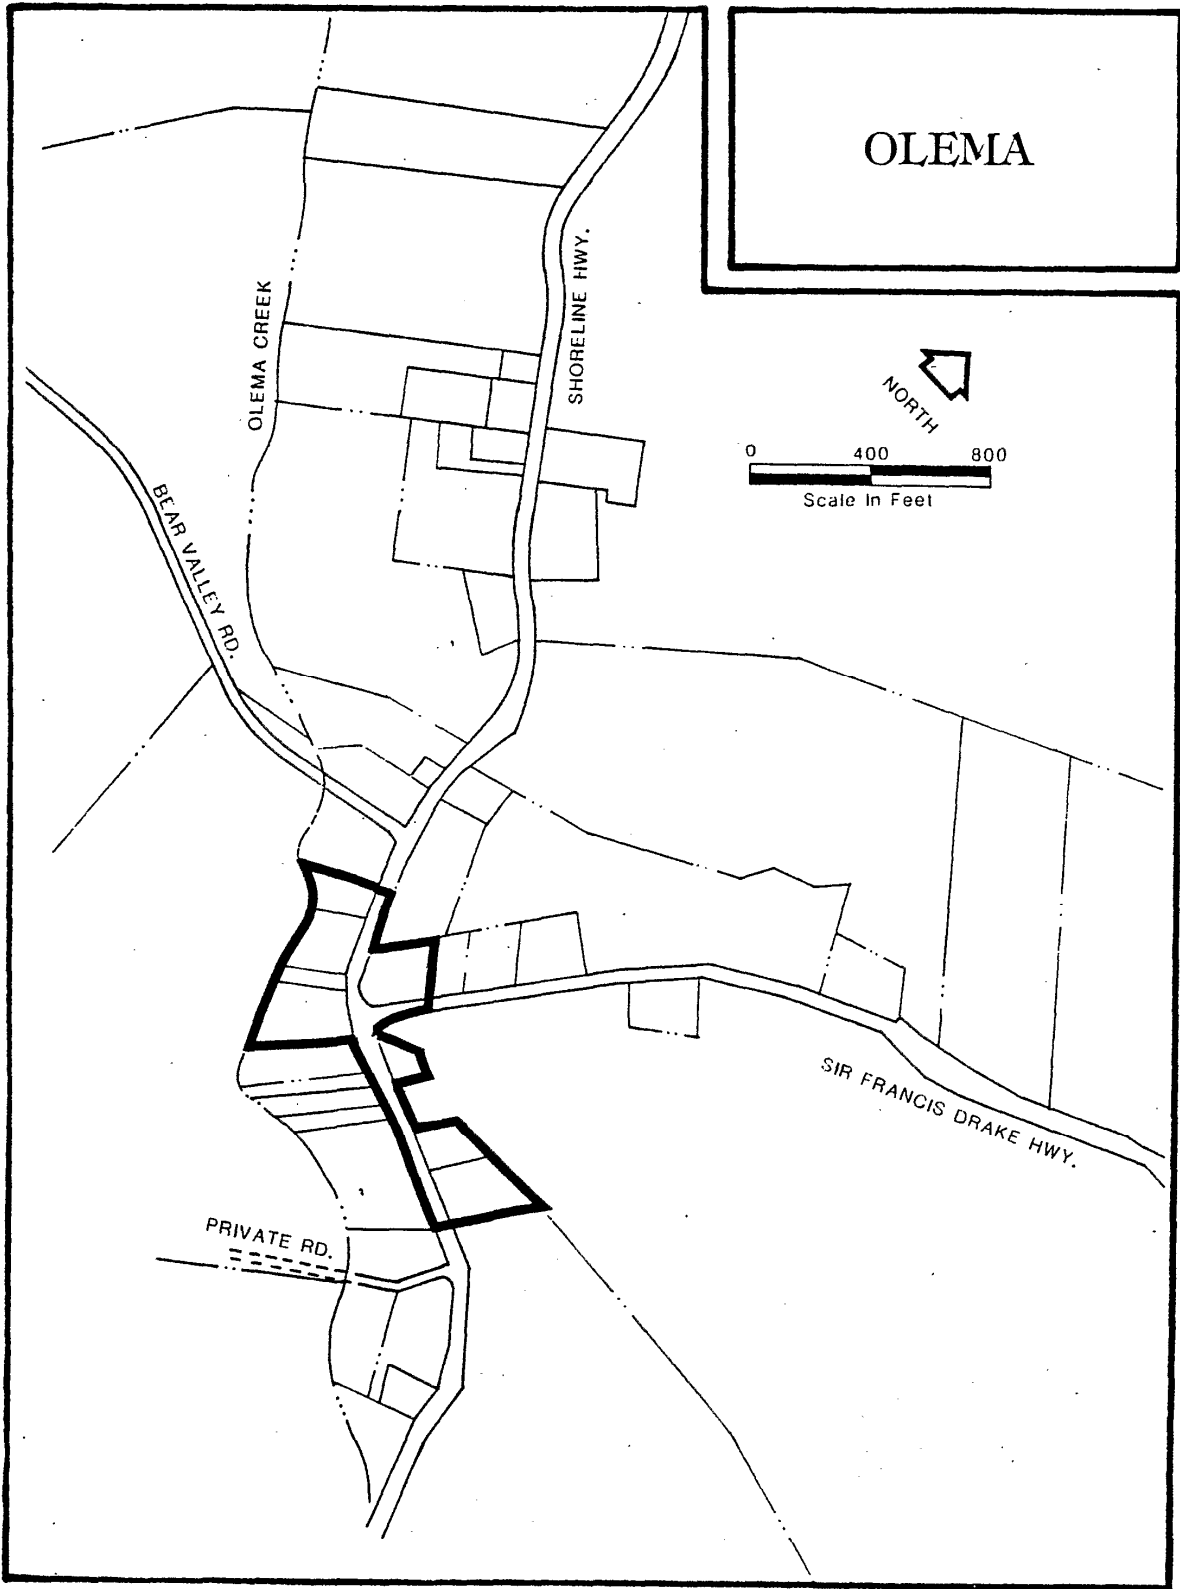 OLEMA
OLEMA CREEK
SHORELINE HWY.
NORTH
0 400 800
Scale In Feet
BEAR VALLEY RD.
SIR FRANCIS DRAKE HWY.
PRIVATE RD.